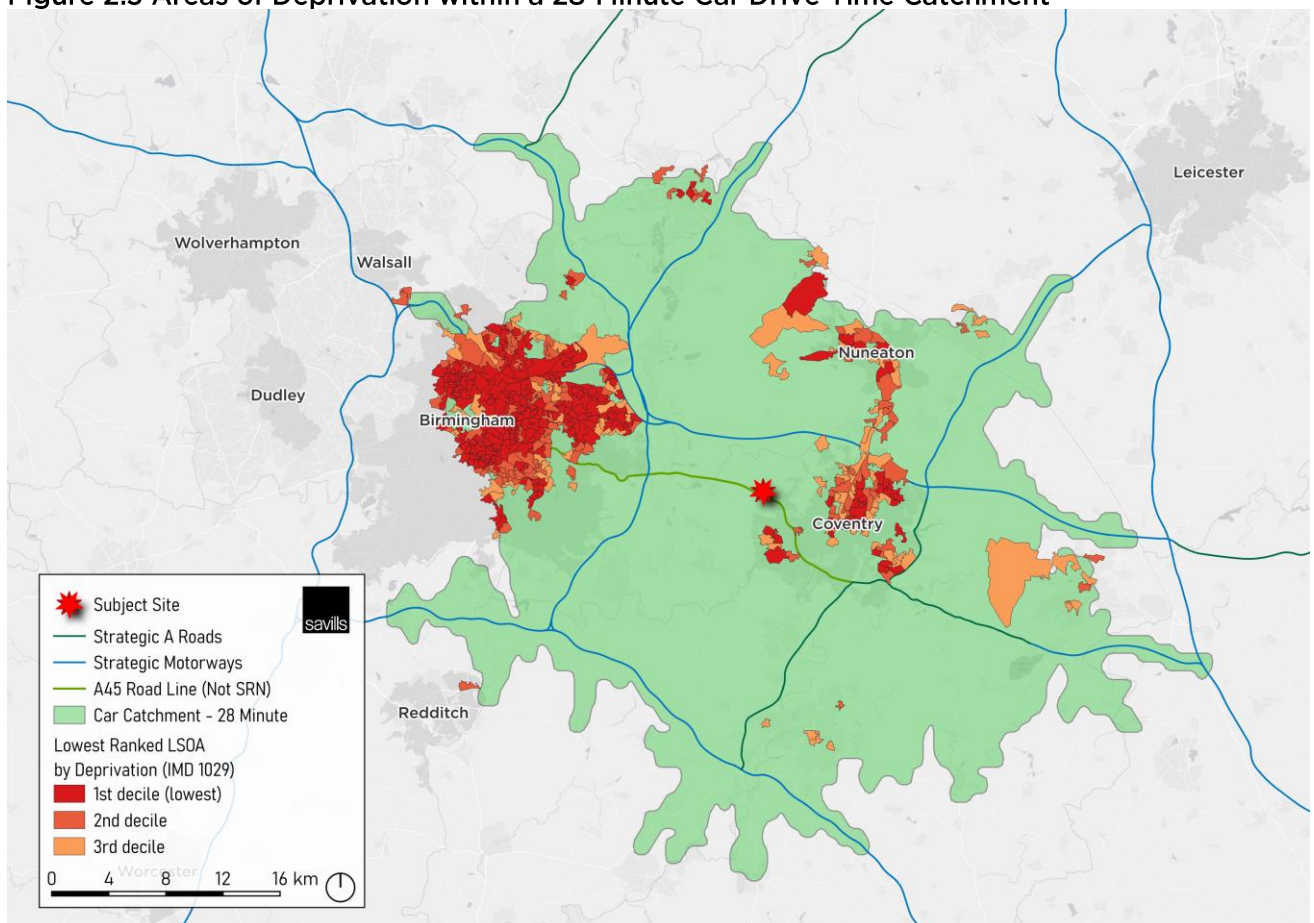 Figure 2.5 Areas of Deprivation within a 28 Minute Car Drive Time Catchment
Leicester
Wolverhampton
Walsall
Nuneaton
Dudley
Birmingham
Coventry
Redditch
Subject Site
savills
Strategic A Roads
Strategic Motorways
A45 Road Line (Not SRN)
Car Catchment - 28 Minute
Lowest Ranked LSOA
by Deprivation (IMD 1029)
1st decile (lowest)
2nd decile
3rd decile
Worcester
0 4 8 12 16 km